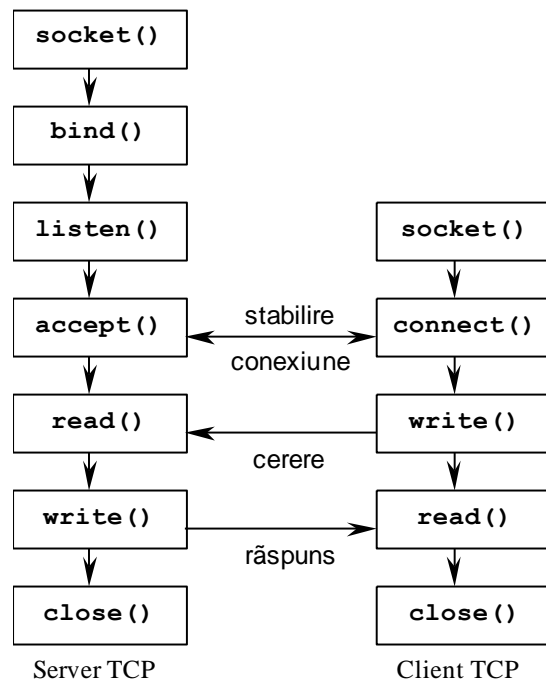 socket()
bind()
listen()
socket()
accept()
stabilire
conexiune
connect()
read()
cerere
write()
write()
răspuns
read()
close()
close()
Server TCP
Client TCP